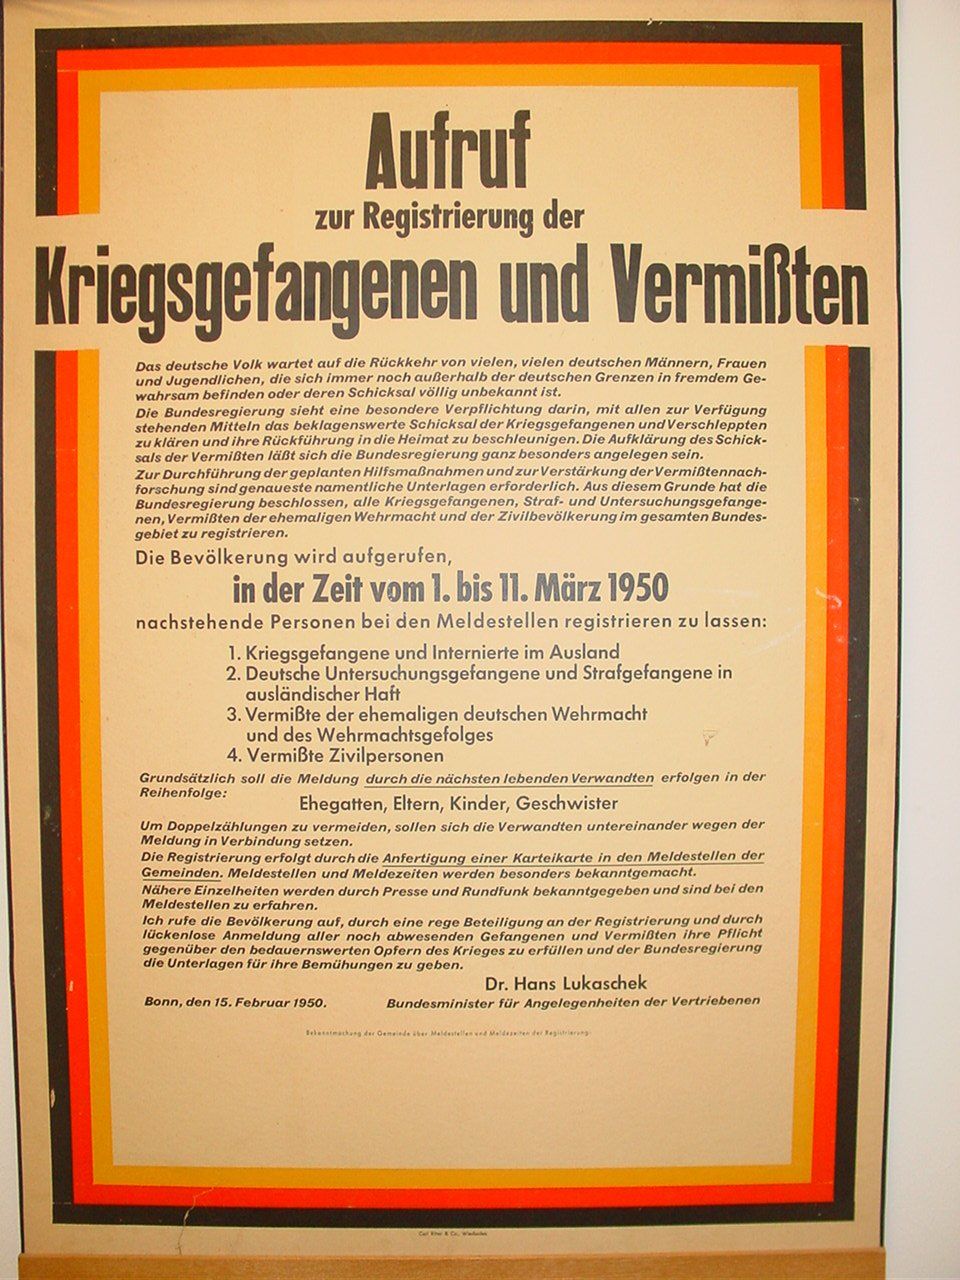 Aufruf
zur Registrierung der
Kriegsgefangenen und Vermißten
Das deutsche Volk wartet auf die Rückkehr von vielen, vielen deutschen Männern, Frauen
und Jugendlichen, die sich immer noch außerhalb der deutschen Grenzen in fremdem Ge-
wahrsam befinden oder deren Schicksal völlig unbekannt ist.
Die Bundesregierung sieht eine besondere Verpflichtung darin, mit allen zur Verfügung
stehenden Mitteln das beklagenswerte Schicksal der Kriegsgefangenen und Verschleppten
zu klären und ihre Rückführung in die Heimat zu beschleunigen. Die Aufklärung des Schick-
sals der Vermißten läßt sich die Bundesregierung ganz besonders angelegen sein.
Zur Durchführung der geplanten Hilfsmaßnahmen und zur Verstärkung der Vermißtennach-
forschung sind genaueste namentliche Unterlagen erforderlich. Aus diesem Grunde hat die
Bundesregierung beschlossen, alle Kriegsgefangenen, Straf- und Untersuchungsgefange-
nen, Vermißten der ehemaligen Wehrmacht und der Zivilbevölkerung im gesamten Bundes-
gebiet zu registrieren.
Die Bevölkerung wird aufgerufen,
in der Zeit vom 1. bis 11. März 1950
nachstehende Personen bei den Meldestellen registrieren zu lassen:
1. Kriegsgefangene und Internierte im Ausland
2. Deutsche Untersuchungsgefangene und Strafgefangene in
ausländischer Haft
3. Vermißte der ehemaligen deutschen Wehrmacht
und des Wehrmachtsgefolges
4. Vermißte Zivilpersonen
Grundsätzlich soll die Meldung durch die nächsten lebenden Verwandten erfolgen in der
Reihenfolge:
Ehegatten, Eltern, Kinder, Geschwister
Um Doppelzählungen zu vermeiden, sollen sich die Verwandten untereinander wegen der
Meldung in Verbindung setzen.
Die Registrierung erfolgt durch die Anfertigung einer Karteikarte in den Meldestellen der
Gemeinden. Meldestellen und Meldezeiten werden besonders bekanntgemacht.
Nähere Einzelheiten werden durch Presse und Rundfunk bekanntgegeben und sind bei den
Meldestellen zu erfahren.
Ich rufe die Bevölkerung auf, durch eine rege Beteiligung an der Registrierung und durch
lückenlose Anmeldung aller noch abwesenden Gefangenen und Vermißten ihre Pflicht
gegenüber den bedauernswerten Opfern des Krieges zu erfüllen und der Bundesregierung
die Unterlagen für ihre Bemühungen zu geben.
Dr. Hans Lukaschek
Bonn, den 15. Februar 1950. Bundesminister für Angelegenheiten der Vertriebenen
Bekanntmachung der Gemeinde über Meldestellen und Meldezeiten der Registrierung:
Carl Ritter & Co., Wiesbaden